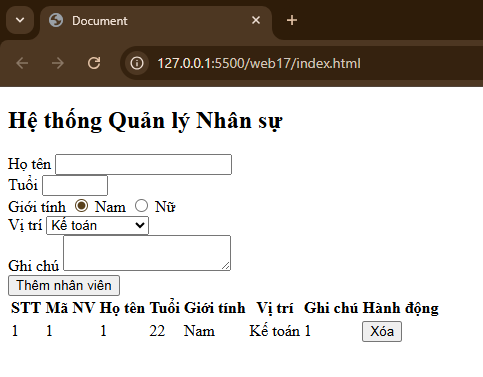 Document
127.0.0.1:5500/web17/index.html
Hệ thống Quản lý Nhân sự
Họ tên
Tuổi
Giới tính Nam Nữ
Vị trí Kế toán
Ghi chú
Thêm nhân viên
STT Mã NV Họ tên Tuổi Giới tính Vị trí Ghi chú Hành động
1 1 1 22 Nam Kế toán 1 Xóa